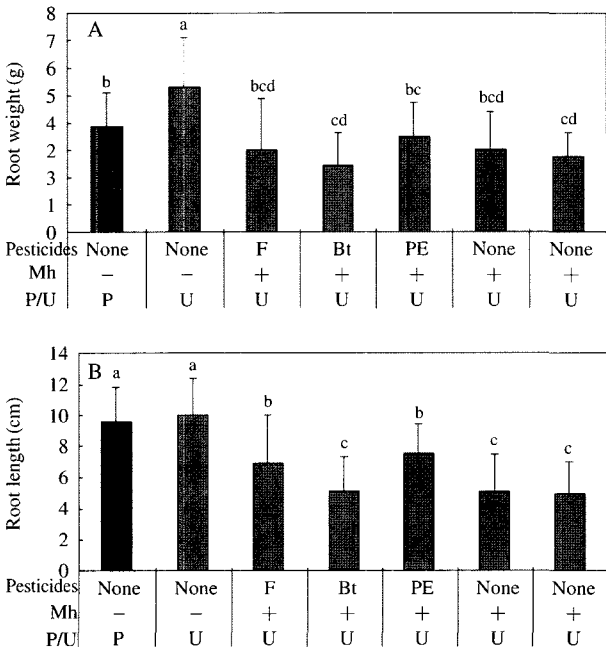 A
8
7
6
5
4
2
3
1
0
Root weight (g)
b
a
bcd
cd
bc
bcd
cd
Pesticides None None F Bt PE None None
Mh − − + + + + +
P/U P U U U U U U
B
14
12
10
8
6
4
2
0
Root length (cm)
a
a
b
c
b
c
c
Pesticides None None F Bt PE None None
Mh − − + + + + +
P/U P U U U U U U